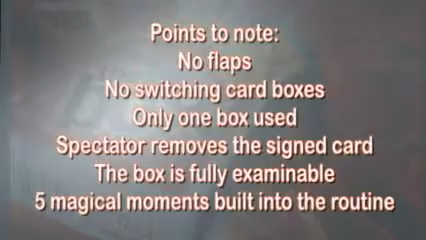 Points to note:
No flaps
No switching card boxes
Only one box used
Spectator removes the signed card
The box is fully examinable
5 magical moments built into the routine